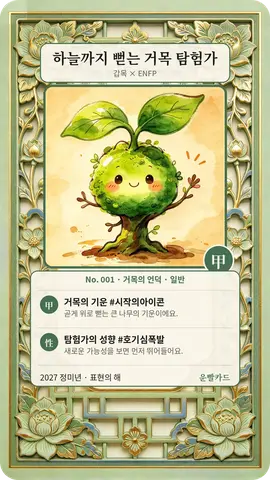 하늘까지 뻗는 거목 탐험가
갑목 × ENFP
甲
No. 001 · 거목의 언덕 · 일반
甲
거목의 기운 #시작의아이콘
곧게 위로 뻗는 큰 나무의 기운이에요.
性
탐험가의 성향 #호기심폭발
새로운 가능성을 보면 먼저 뛰어들어요.
2027 정미년 · 표현의 해
운빨카드